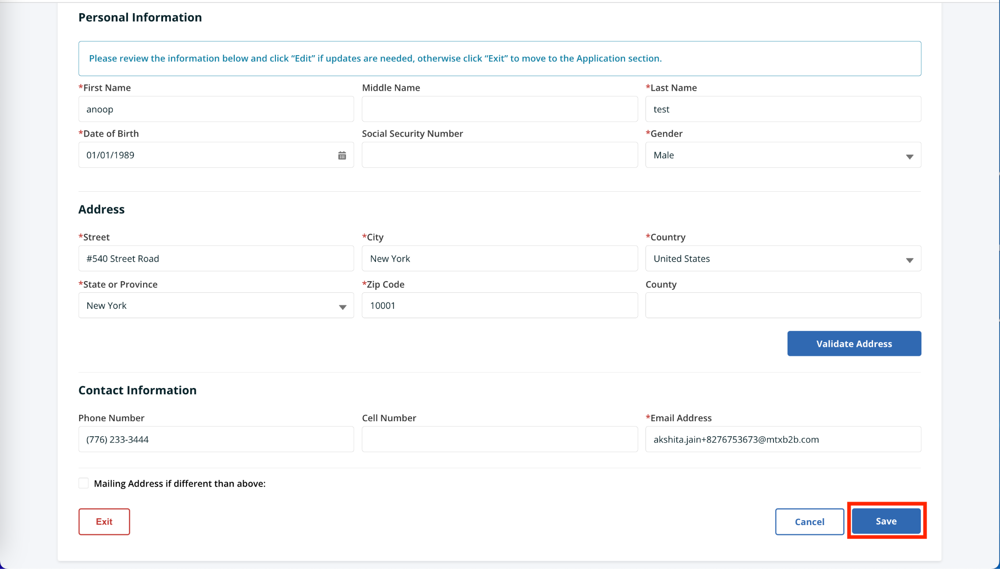 Personal Information
Please review the information below and click “Edit” if updates are needed, otherwise click “Exit” to move to the Application section.
*First Name
Middle Name
*Last Name
anoop
test
*Date of Birth
Social Security Number
*Gender
01/01/1989
Male
Address
*Street
*City
*Country
#540 Street Road
New York
United States
*State or Province
*Zip Code
County
New York
10001
Validate Address
Contact Information
Phone Number
Cell Number
*Email Address
(776) 233-3444
akshita.jain+8276753673@mtxb2b.com
Mailing Address if different than above:
Exit
Cancel
Save